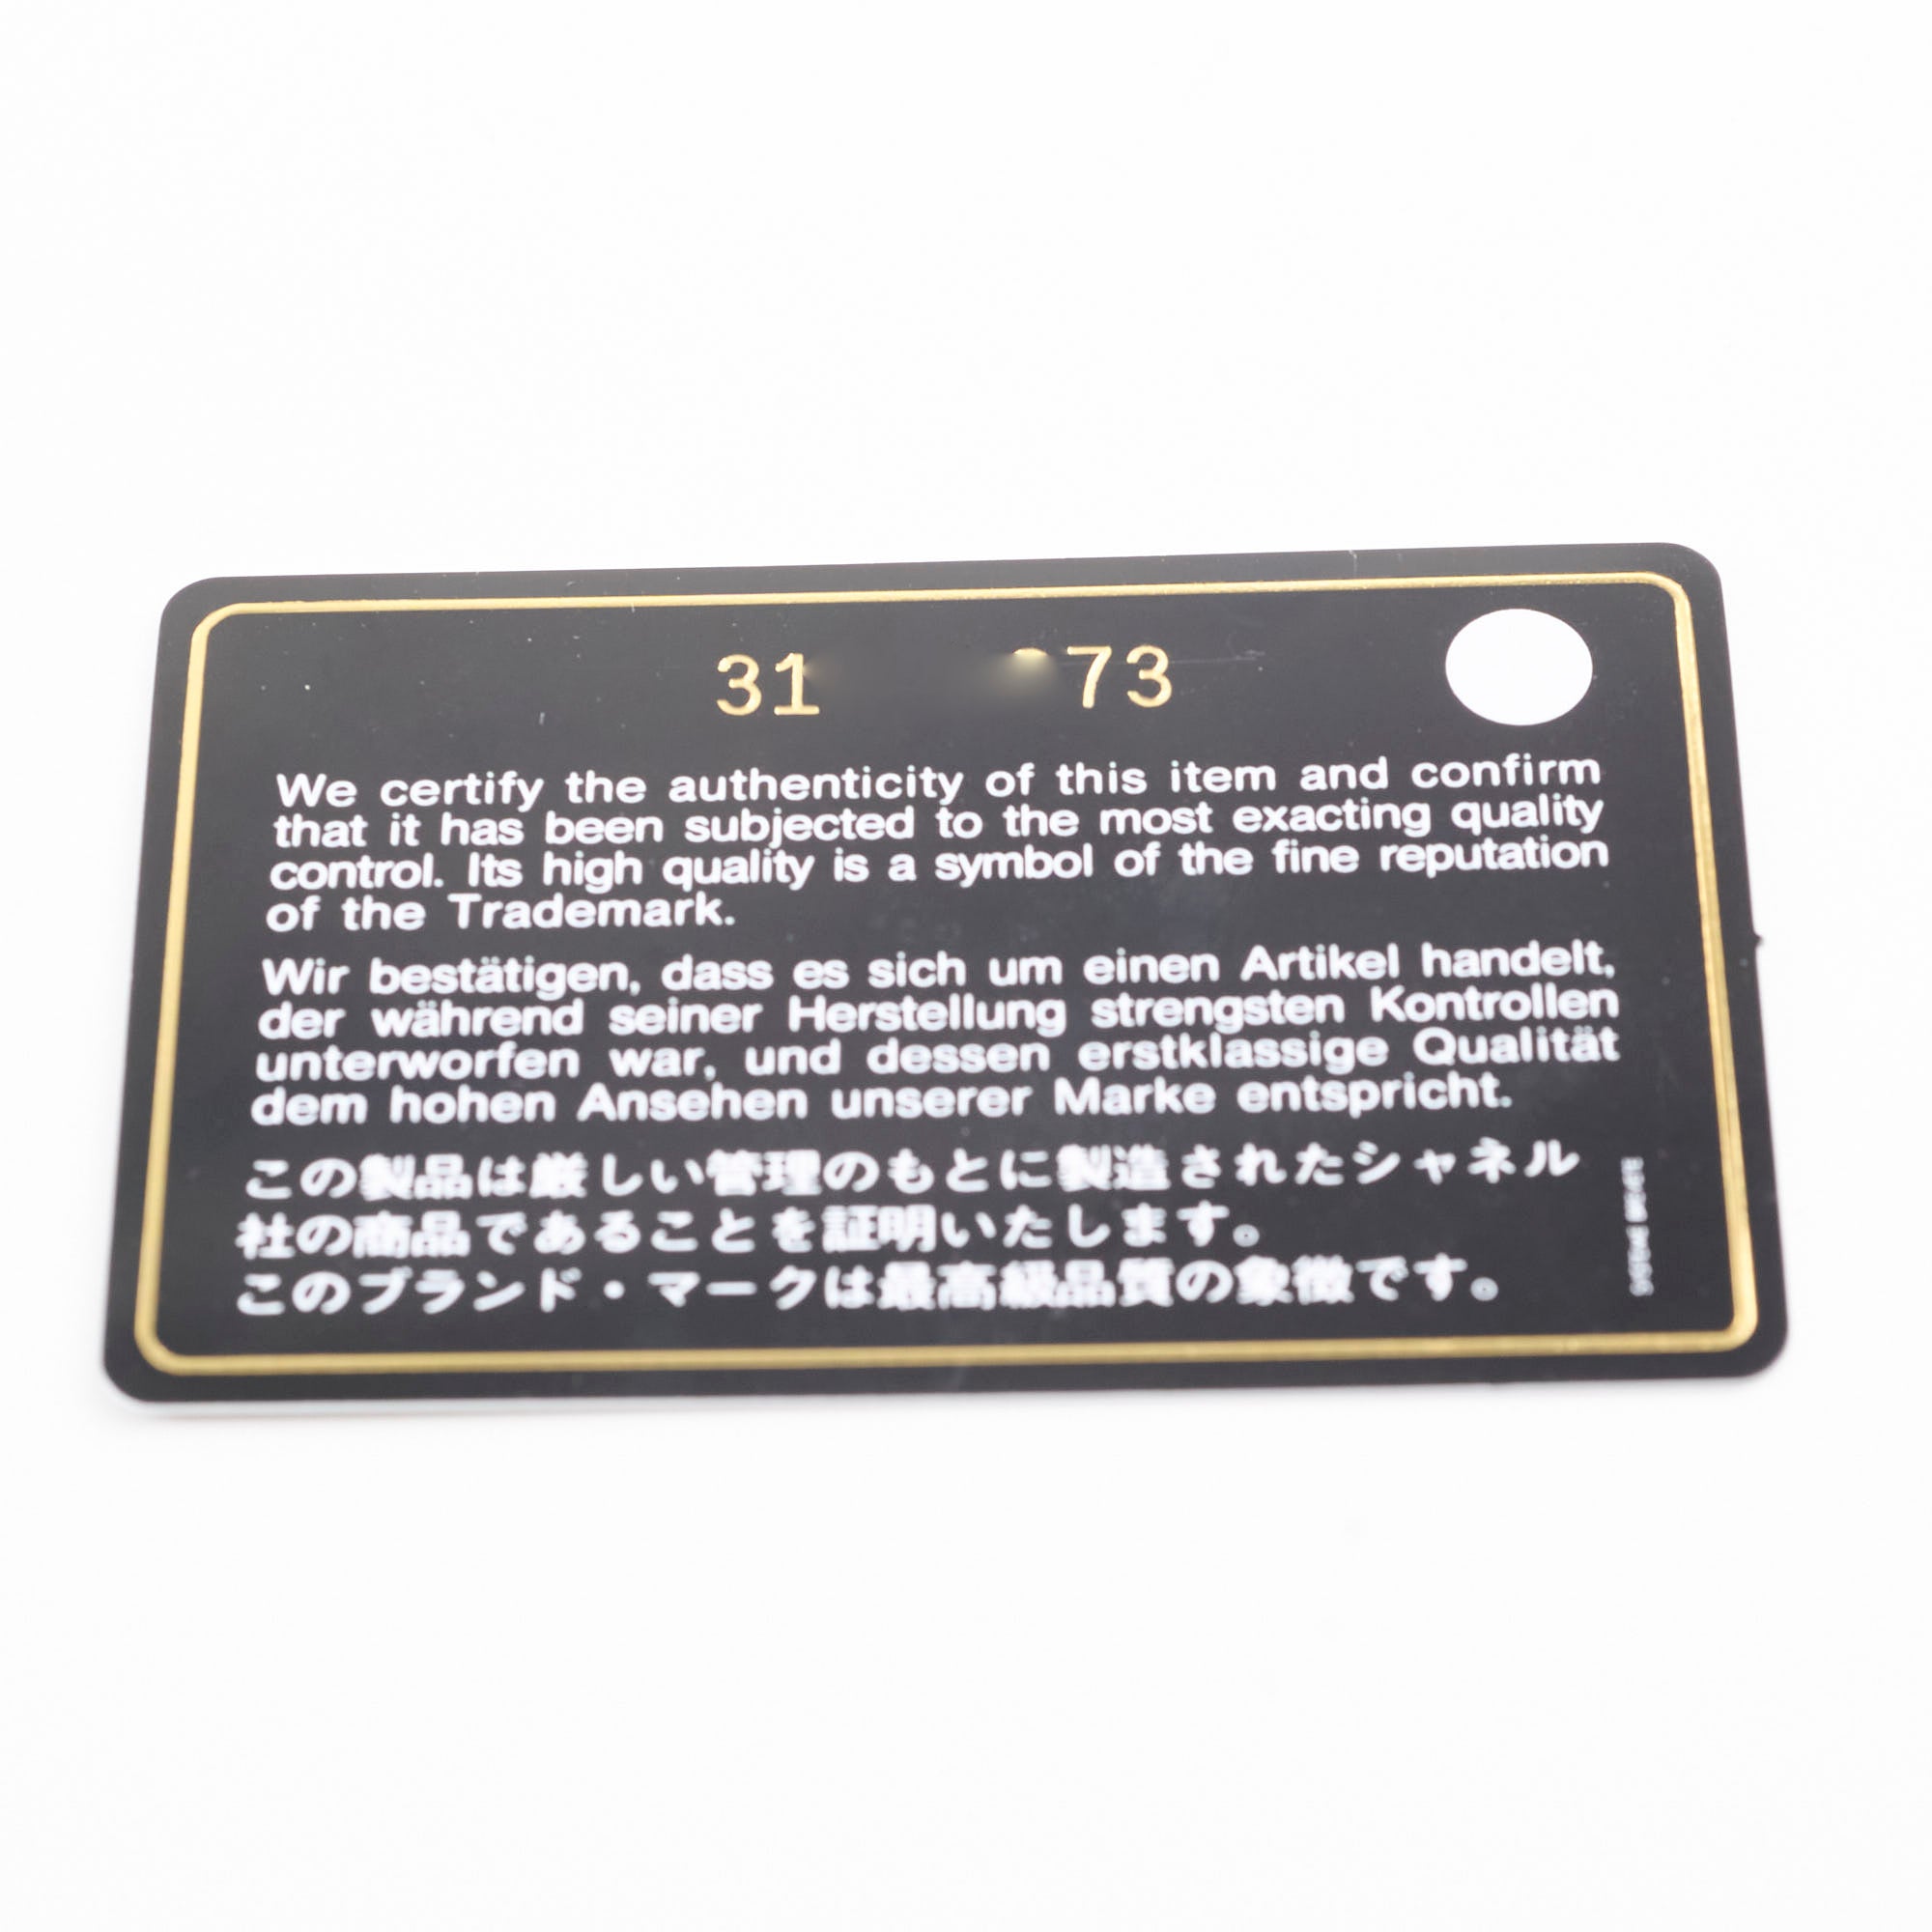 31 73
We certify the authenticity of this item and confirm
that it has been subjected to the most exacting quality
control. Its high quality is a symbol of the fine reputation
of the Trademark.
Wir bestätigen, dass es sich um einen Artikel handelt,
der während seiner Herstellung strengsten Kontrollen
unterworfen war, und dessen erstklassige Qualität
dem hohen Ansehen unserer Marke entspricht.
この製品は厳しい管理のもとに製造されたシャネル
社の商品であることを証明いたします。
このブランド・マークは最高級品質の象徴です。